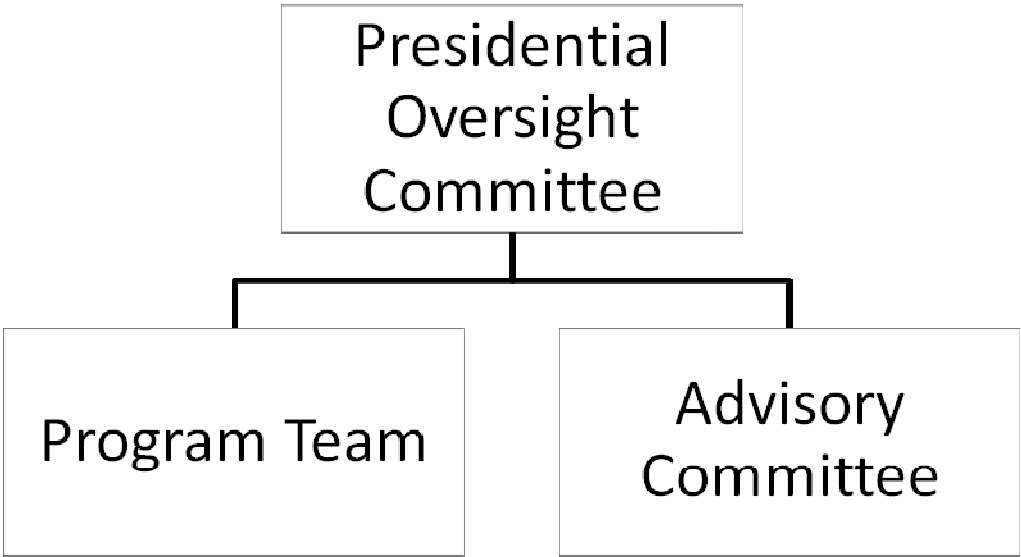 Presidential
Oversight
Committee
Program Team
Advisory
Committee